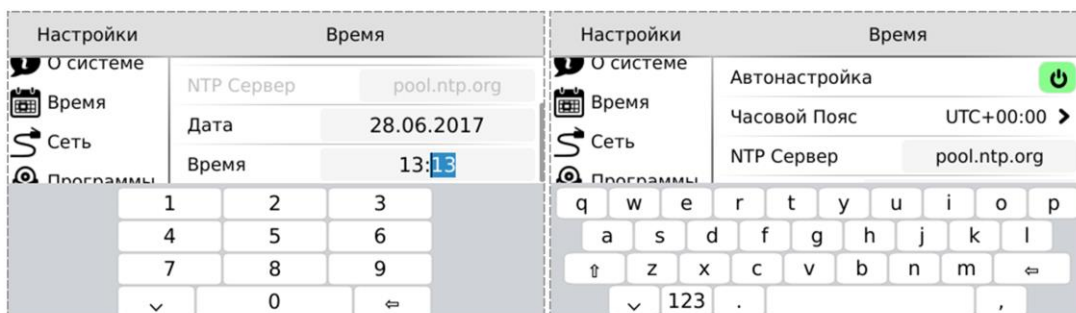 Настройки Время
О системе
NTP Сервер pool.ntp.org
Время
Дата 28.06.2017
Сеть
Время 13:13
Программы
1 2 3
4 5 6
7 8 9
0
Настройки Время
О системе
Автонастройка
Время
Часовой Пояс UTC+00:00
Сеть
NTP Сервер pool.ntp.org
Программы
q w e r t y u i o p
a s d f g h j k l
z x c v b n m
123 . ,